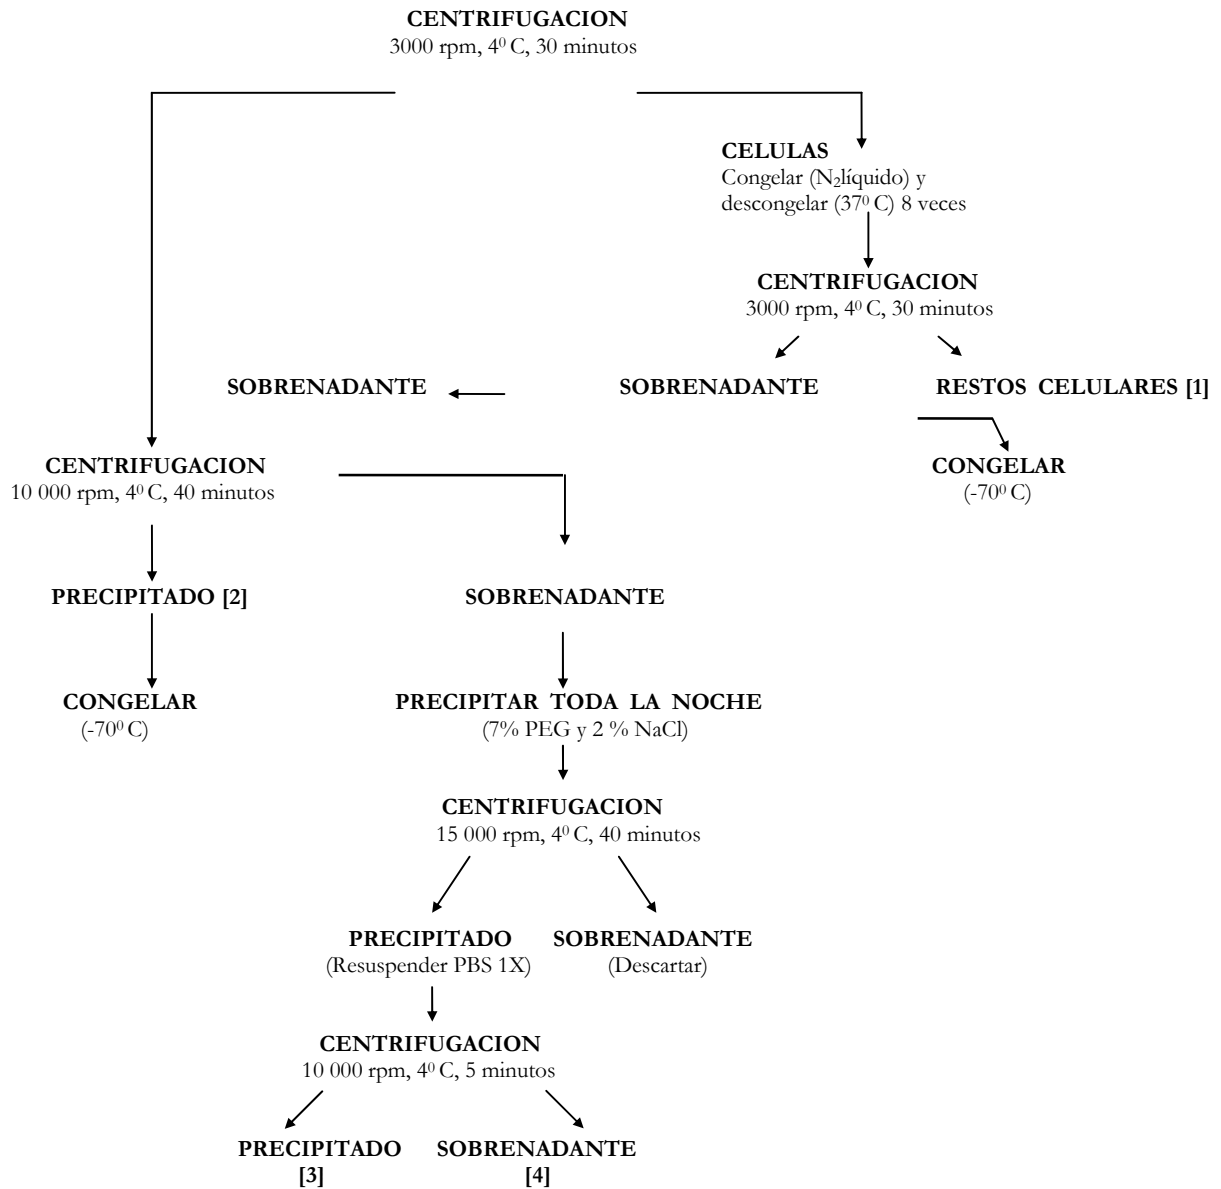 CENTRIFUGACION
3000 rpm, 4⁰ C, 30 minutos
CELULAS
Congelar (N₂líquido) y
descongelar (37⁰ C) 8 veces
CENTRIFUGACION
3000 rpm, 4⁰ C, 30 minutos
SOBRENADANTE
SOBRENADANTE
RESTOS CELULARES [1]
CENTRIFUGACION
10 000 rpm, 4⁰ C, 40 minutos
CONGELAR
(-70⁰ C)
PRECIPITADO [2]
SOBRENADANTE
CONGELAR
(-70⁰ C)
PRECIPITAR TODA LA NOCHE
(7% PEG y 2 % NaCl)
CENTRIFUGACION
15 000 rpm, 4⁰ C, 40 minutos
PRECIPITADO
(Resuspender PBS 1X)
SOBRENADANTE
(Descartar)
CENTRIFUGACION
10 000 rpm, 4⁰ C, 5 minutos
PRECIPITADO
[3]
SOBRENADANTE
[4]